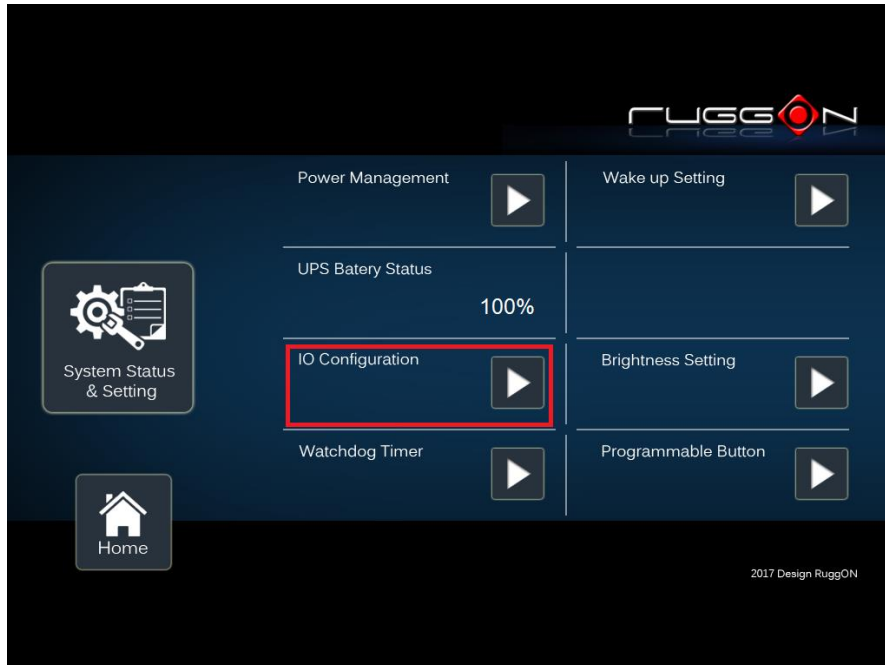 ruggON
Power Management
Wake up Setting
UPS Batery Status
100%
System Status
& Setting
IO Configuration
Brightness Setting
Watchdog Timer
Programmable Button
Home
2017 Design RuggON